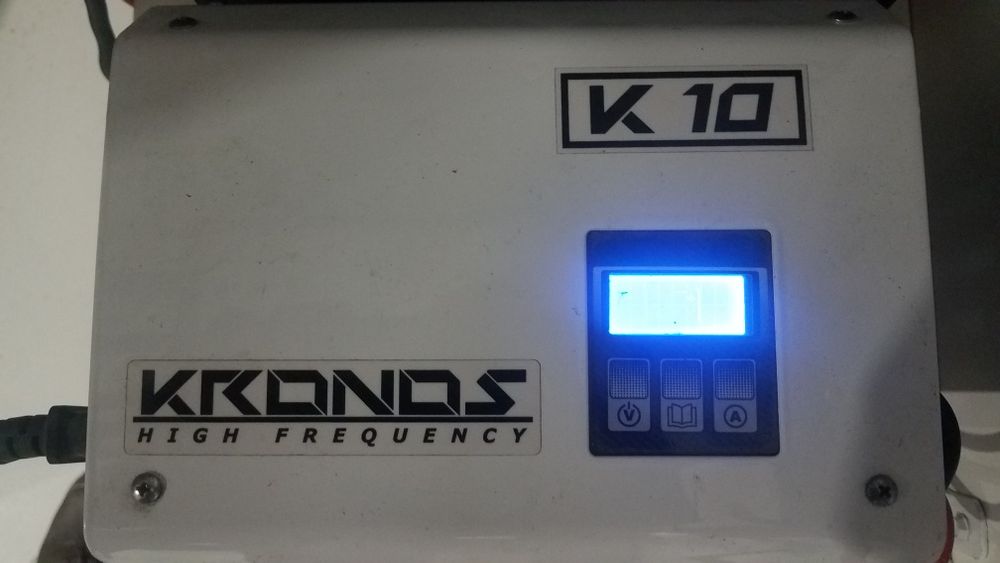 K 10
KRONOS
HIGH FREQUENCY
V
A